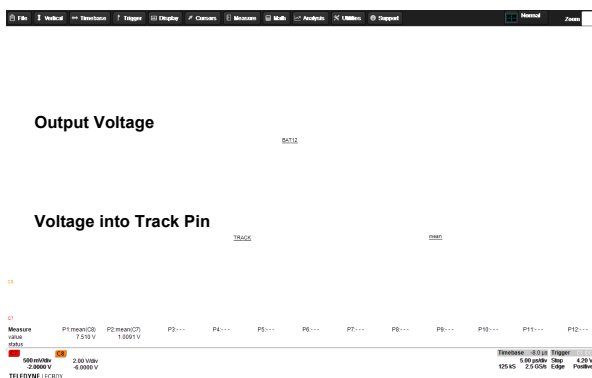 File Vertical Timebase Trigger Display Cursors Measure Math Analysis Utilities Support Normal Zoom
Output Voltage
BAT12
Voltage into Track Pin
TRACK mean
C8
C7
Measure P1:mean(C8) P2:mean(C7) P3:- - - P4:- - - P5:- - - P6:- - - P7:- - - P8:- - - P9:- - - P10:- - - P11:- - - P12:- - -
value 7.510 V 1.0091 V
status
C7 C8 Timebase -8.0 µs Trigger
500 mV/div 2.00 V/div 5.00 µs/div Stop 4.20 V
-2.0000 V -6.0000 V 125 kS 2.5 GS/s Edge Positive
TELEDYNE LECROY